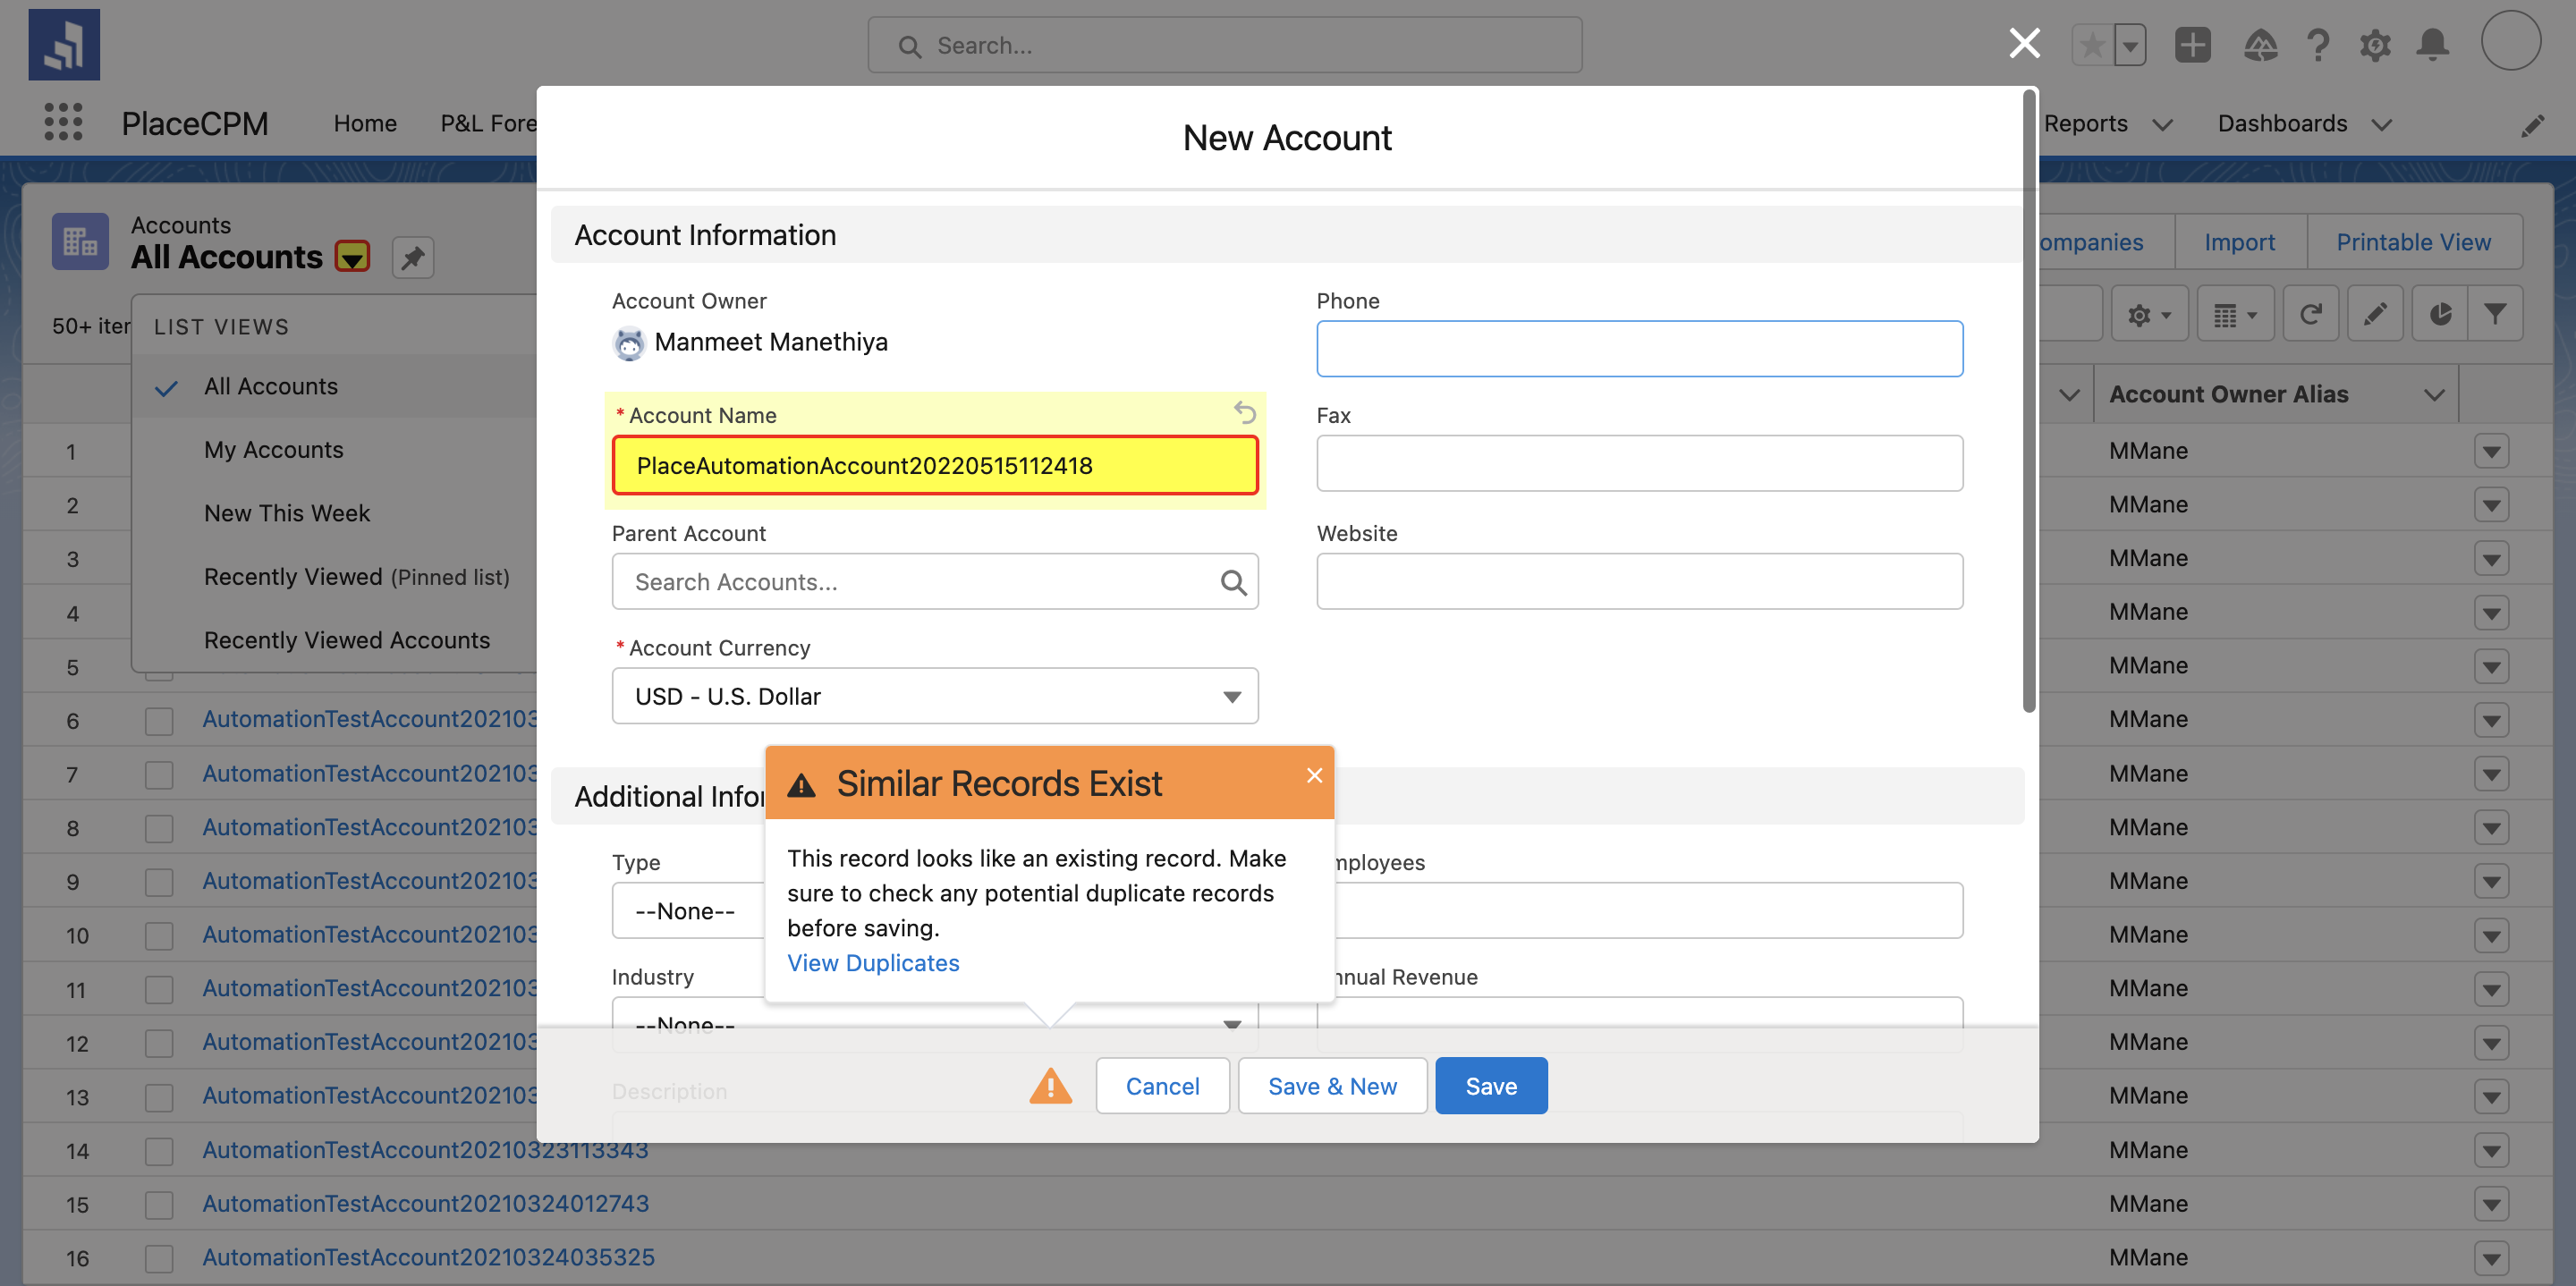 Search...
PlaceCPM
Home
P&L Fore
Reports
Dashboards
Accounts
All Accounts
ompanies
Import
Printable View
50+ iter
LIST VIEWS
All Accounts
My Accounts
New This Week
Recently Viewed (Pinned list)
Recently Viewed Accounts
Account Owner Alias
1
MMane
2
MMane
3
MMane
4
MMane
5
MMane
6
AutomationTestAccount202103
MMane
7
AutomationTestAccount202103
MMane
8
AutomationTestAccount202103
MMane
9
AutomationTestAccount202103
MMane
10
AutomationTestAccount202103
MMane
11
AutomationTestAccount202103
MMane
12
AutomationTestAccount202103
MMane
13
AutomationTestAccount202103
MMane
14
AutomationTestAccount20210323113343
MMane
15
AutomationTestAccount20210324012743
MMane
16
AutomationTestAccount20210324035325
MMane
New Account
Account Information
Account Owner
Manmeet Manethiya
Phone
* Account Name
PlaceAutomationAccount20220515112418
Fax
Parent Account
Search Accounts...
Website
* Account Currency
USD - U.S. Dollar
Additional Infor
Type
--None--
mployees
Industry
--None--
nnual Revenue
Description
Similar Records Exist
This record looks like an existing record. Make
sure to check any potential duplicate records
before saving.
View Duplicates
Cancel
Save & New
Save